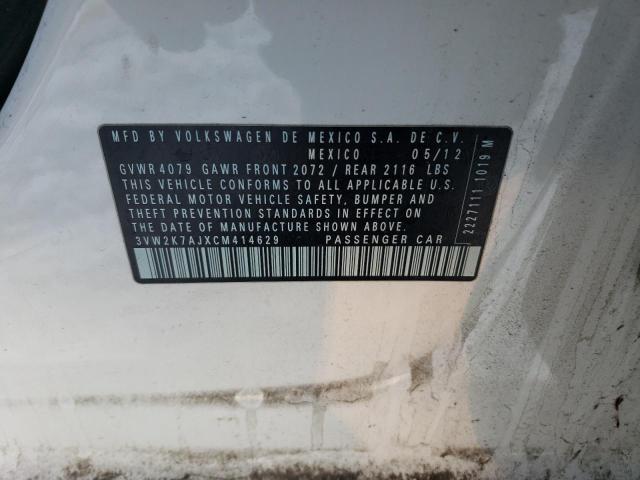 MFD BY VOLKSWAGEN DE MEXICO S.A. DE C.V.
MEXICO 05/12
GVWR 4079 GAWR FRONT 2072 / REAR 2116 LBS
THIS VEHICLE CONFORMS TO ALL APPLICABLE U.S.
FEDERAL MOTOR VEHICLE SAFETY, BUMPER AND
THEFT PREVENTION STANDARDS IN EFFECT ON
THE DATE OF MANUFACTURE SHOWN ABOVE.
3VW2K7AJXCM414629 PASSENGER CAR
2227111 1019 M